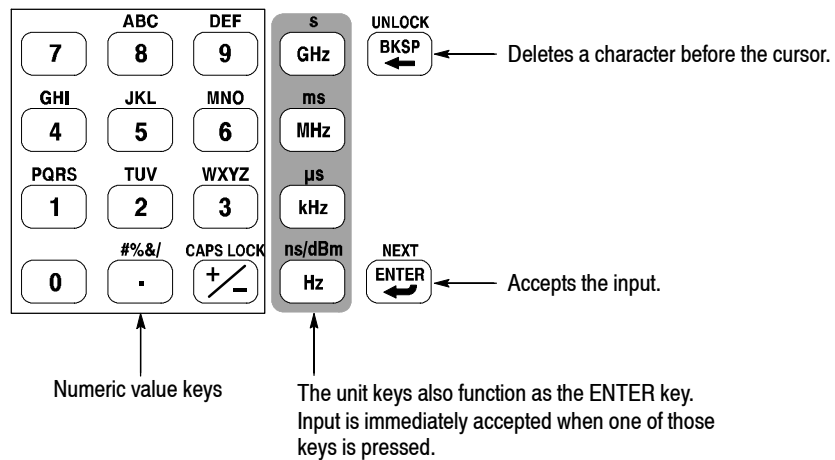 ABC DEF s UNLOCK
7 8 9 GHz BKSP Deletes a character before the cursor.
GHI JKL MNO ms
4 5 6 MHz
PQRS TUV WXYZ µs
1 2 3 kHz
#%&/ CAPS LOCK ns/dBm NEXT
0 . +/− Hz ENTER Accepts the input.
Numeric value keys
The unit keys also function as the ENTER key.
Input is immediately accepted when one of those
keys is pressed.